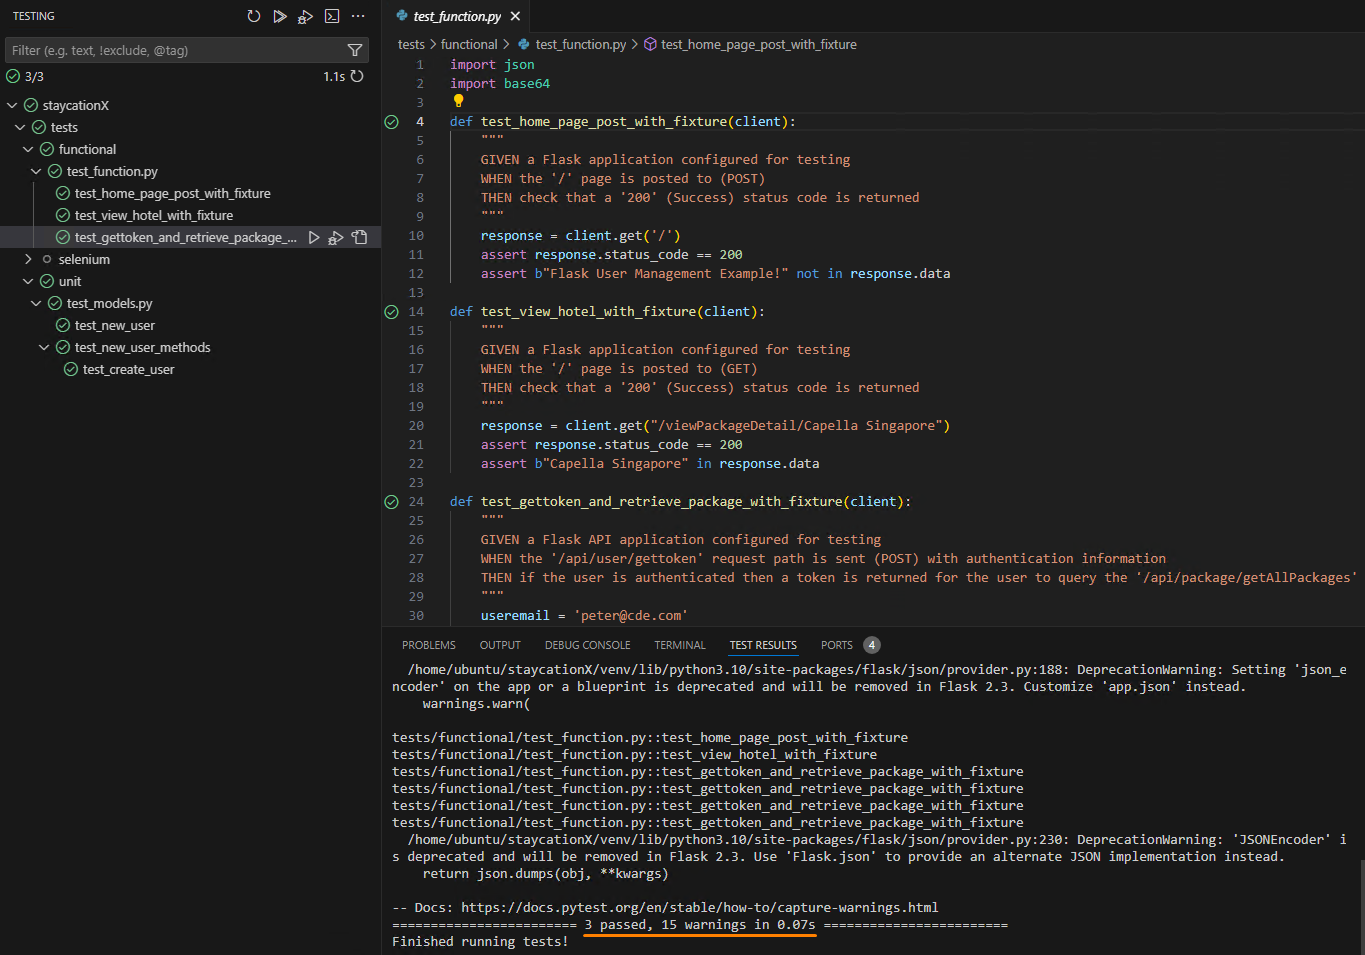 TESTING
Filter (e.g. text, !exclude, @tag)
3/3
1.1s
staycationX
tests
functional
test_function.py
test_home_page_post_with_fixture
test_view_hotel_with_fixture
test_gettoken_and_retrieve_package_...
selenium
unit
test_models.py
test_new_user
test_new_user_methods
test_create_user
test_function.py
tests > functional > test_function.py > test_home_page_post_with_fixture
1 import json
2 import base64
3
4 def test_home_page_post_with_fixture(client):
5 """
6 GIVEN a Flask application configured for testing
7 WHEN the '/' page is posted to (POST)
8 THEN check that a '200' (Success) status code is returned
9 """
10 response = client.get('/')
11 assert response.status_code == 200
12 assert b"Flask User Management Example!" not in response.data
13
14 def test_view_hotel_with_fixture(client):
15 """
16 GIVEN a Flask application configured for testing
17 WHEN the '/' page is posted to (GET)
18 THEN check that a '200' (Success) status code is returned
19 """
20 response = client.get("/viewPackageDetail/Capella Singapore")
21 assert response.status_code == 200
22 assert b"Capella Singapore" in response.data
23
24 def test_gettoken_and_retrieve_package_with_fixture(client):
25 """
26 GIVEN a Flask API application configured for testing
27 WHEN the '/api/user/gettoken' request path is sent (POST) with authentication information
28 THEN if the user is authenticated then a token is returned for the user to query the '/api/package/getAllPackages'
29 """
30 useremail = 'peter@cde.com'
PROBLEMS OUTPUT DEBUG CONSOLE TERMINAL TEST RESULTS PORTS 4
/home/ubuntu/staycationX/venv/lib/python3.10/site-packages/flask/json/provider.py:188: DeprecationWarning: Setting 'json_e
ncoder' on the app or a blueprint is deprecated and will be removed in Flask 2.3. Customize 'app.json' instead.
warnings.warn(
tests/functional/test_function.py::test_home_page_post_with_fixture
tests/functional/test_function.py::test_view_hotel_with_fixture
tests/functional/test_function.py::test_gettoken_and_retrieve_package_with_fixture
tests/functional/test_function.py::test_gettoken_and_retrieve_package_with_fixture
tests/functional/test_function.py::test_gettoken_and_retrieve_package_with_fixture
tests/functional/test_function.py::test_gettoken_and_retrieve_package_with_fixture
/home/ubuntu/staycationX/venv/lib/python3.10/site-packages/flask/json/provider.py:230: DeprecationWarning: 'JSONEncoder' i
s deprecated and will be removed in Flask 2.3. Use 'Flask.json' to provide an alternate JSON implementation instead.
return json.dumps(obj, **kwargs)
-- Docs: https://docs.pytest.org/en/stable/how-to/capture-warnings.html
======================== 3 passed, 15 warnings in 0.07s ========================
Finished running tests!